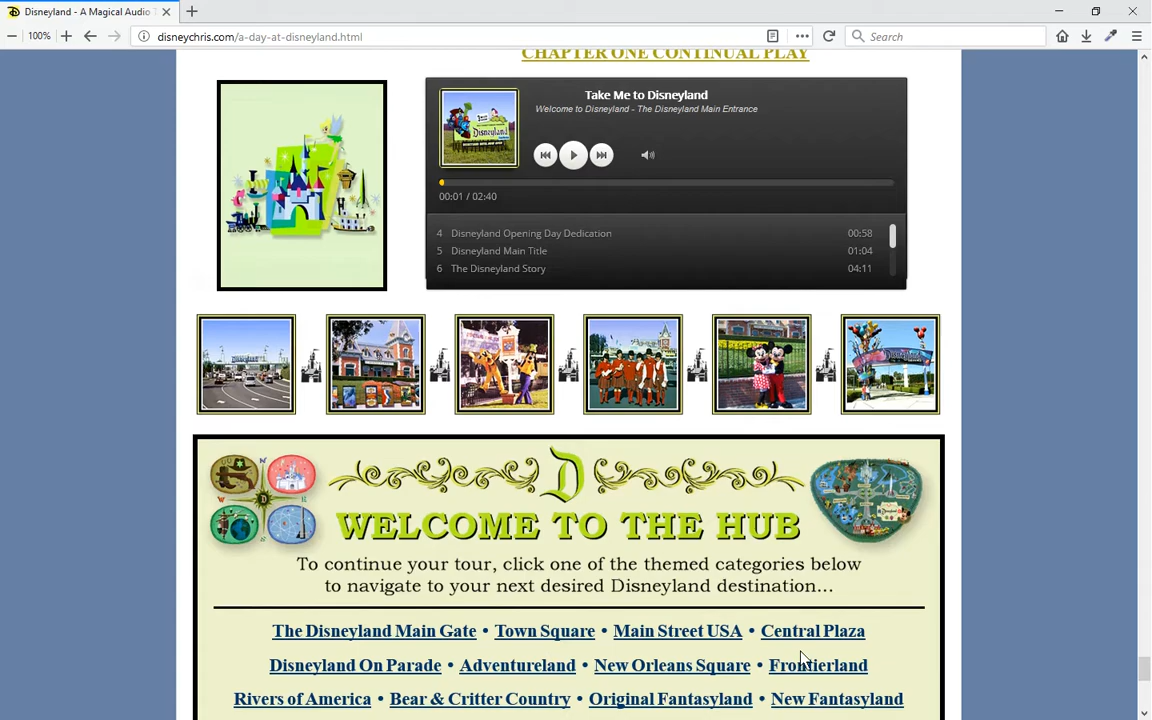 Disneyland - A Magical Audio T
100%
disneychris.com/a-day-at-disneyland.html
Search
CHAPTER ONE CONTINUAL PLAY
Take Me to Disneyland
Welcome to Disneyland - The Disneyland Main Entrance
00:01 / 02:40
4 Disneyland Opening Day Dedication 00:58
5 Disneyland Main Title 01:04
6 The Disneyland Story 04:11
D
WELCOME TO THE HUB
To continue your tour, click one of the themed categories below
to navigate to your next desired Disneyland destination...
The Disneyland Main Gate • Town Square • Main Street USA • Central Plaza
Disneyland On Parade • Adventureland • New Orleans Square • Frontierland
Rivers of America • Bear & Critter Country • Original Fantasyland • New Fantasyland